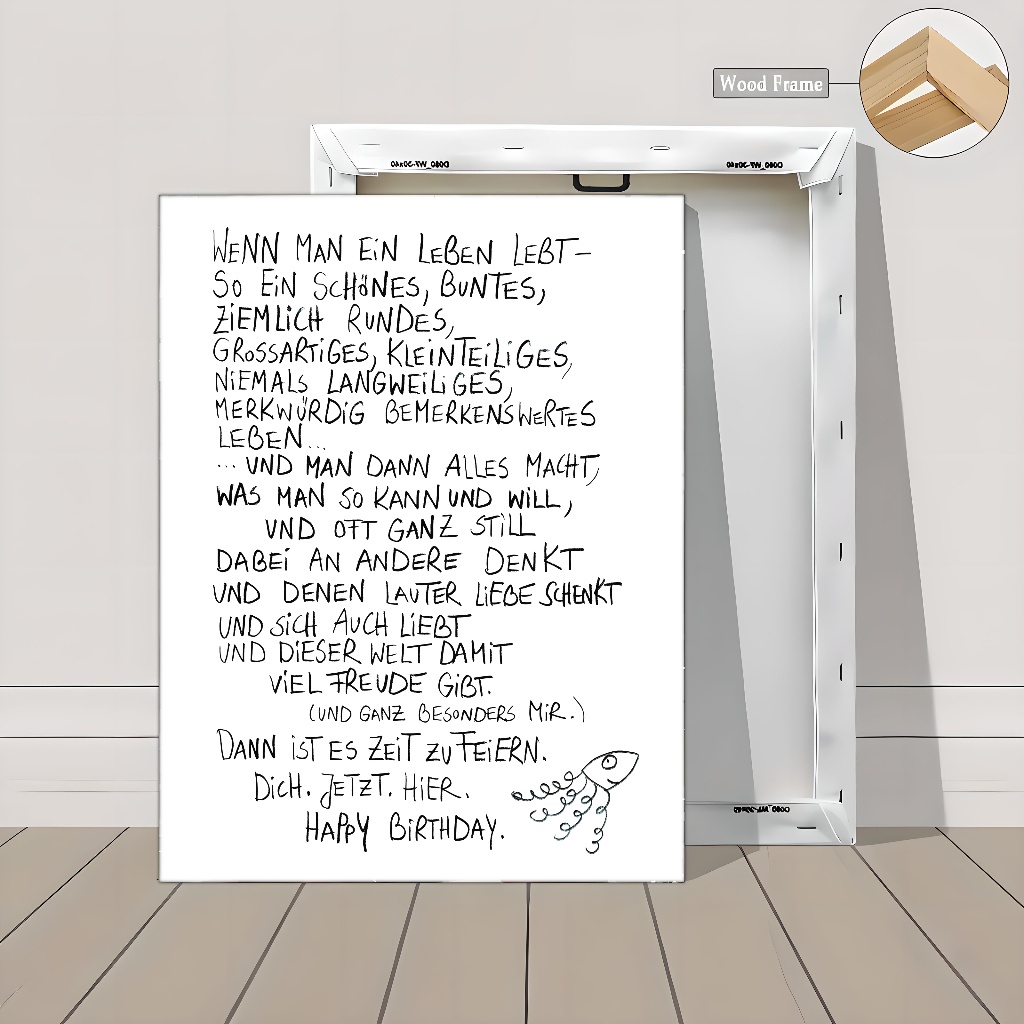 Wood Frame
WENN MAN EIN LEBEN LEBT –
SO EIN SCHÖNES, BUNTES,
ZIEMLICH RUNDES,
GROSSARTIGES, KLEINTEILIGES,
NIEMALS LANGWEILIGES,
MERKWÜRDIG BEMERKENSWERTES
LEBEN...
... UND MAN DANN ALLES MACHT,
WAS MAN SO KANN UND WILL,
UND OFT GANZ STILL
DABEI AN ANDERE DENKT
UND DENEN LAUTER LIEBE SCHENKT
UND SICH AUCH LIEBT
UND DIESER WELT DAMIT
VIEL FREUDE GIBT.
(UND GANZ BESONDERS MIR.)
DANN IST ES ZEIT ZU FEIERN.
DICH. JETZT. HIER.
HAPPY BIRTHDAY.